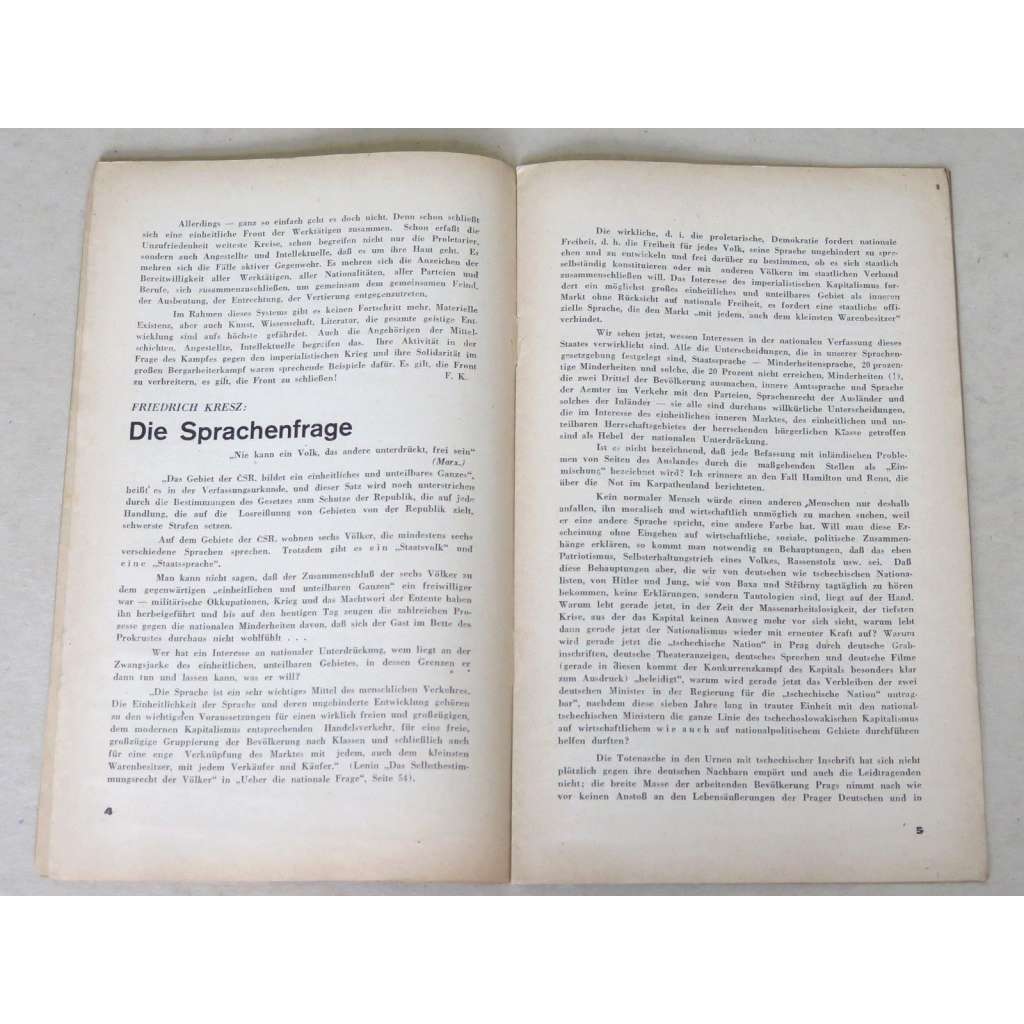 Allerdings — ganz so einfach geht es doch nicht. Denn schon schließt
sich eine einheitliche Front der Werktätigen zusammen. Schon erfaßt die
Unzufriedenheit weiteste Kreise, schon begreifen nicht nur die Proletarier,
sondern auch Angestellte und Intellektuelle, daß es um ihre Haut geht. Es
mehren sich die Fälle aktiver Gegenwehr. Es mehren sich die Anzeichen der
Bereitwilligkeit aller Werktätigen, aller Nationalitäten, aller Parteien und
Berufe, sich zusammenzuschließen, um gemeinsam dem gemeinsamen Feind,
der Ausbeutung, der Entrechtung, der Vertierung entgegenzutreten.
Im Rahmen dieses Systems gibt es keinen Fortschritt mehr. Materielle
Existenz, aber auch Kunst, Wissenschaft, Literatur, die gesamte geistige Ent-
wicklung sind aufs höchste gefährdet. Auch die Angehörigen der Mittel-
schichten, Angestellte, Intellektuelle begreifen das. Ihre Aktivität in der
Frage des Kampfes gegen den imperialistischen Krieg und ihre Solidarität im
großen Bergarbeiterkampf waren sprechende Beispiele dafür. Es gilt, die Front
zu verbreitern, es gilt, die Front zu schließen! F. K.
FRIEDRICH KRESZ:
Die Sprachenfrage
„Nie kann ein Volk, das andere unterdrückt, frei sein“
(Marx.)
„Das Gebiet der ČSR. bildet ein einheitliches und unteilbares Ganzes“,
heißt es in der Verfassungsurkunde, und dieser Satz wird noch unterstrichen
durch die Bestimmungen des Gesetzes zum Schutze der Republik, die auf jede
Handlung, die auf die Losreißung von Gebieten von der Republik zielt,
schwerste Strafen setzen.
Auf dem Gebiete der ČSR. wohnen sechs Völker, die mindestens sechs
verschiedene Sprachen sprechen. Trotzdem gibt es ein „Staatsvolk“ und
eine „Staatssprache“.
Man kann nicht sagen, daß der Zusammenschluß der sechs Völker zu
dem gegenwärtigen „einheitlichen und unteilbaren Ganzen“ ein freiwilliger
war — militärische Okkupationen, Krieg und das Machtwort der Entente haben
ihn herbeigeführt und bis auf den heutigen Tag zeugen die zahlreichen Pro-
zesse gegen die nationalen Minderheiten davon, daß sich der Gast im Bette des
Prokrustes durchaus nicht wohlfühlt . . .
Wer hat ein Interesse an nationaler Unterdrückung, wem liegt an der
Zwangsjacke des einheitlichen, unteilbaren Gebietes, in dessen Grenzen er
dann tun und lassen kann, was er will?
„Die Sprache ist ein sehr wichtiges Mittel des menschlichen Verkehres.
Die Einheitlichkeit der Sprache und deren ungehinderte Entwicklung gehören
zu den wichtigsten Voraussetzungen für einen wirklich freien und großzügigen,
dem modernen Kapitalismus entsprechenden Handelsverkehr, für eine freie,
großzügige Gruppierung der Bevölkerung nach Klassen und schließlich auch
für eine enge Verknüpfung des Marktes mit jedem, auch dem kleinsten
Warenbesitzer, mit jedem Verkäufer und Käufer.“ (Lenin „Das Selbstbestim-
mungsrecht der Völker“ in „Ueber die nationale Frage“, Seite 54).
4
Die wirkliche, d. i. die proletarische, Demokratie fordert nationale
Freiheit, d. h. die Freiheit für jedes Volk, seine Sprache ungehindert zu spre-
chen und zu entwickeln und frei darüber zu bestimmen, ob es sich staatlich
selbständig konstituieren oder mit anderen Völkern im staatlichen Verband
zusammenschließen will. Das Interesse des imperialistischen Kapitalismus for-
dert ein möglichst großes einheitliches und unteilbares Gebiet als inneren
Markt ohne Rücksicht auf nationale Freiheit, es fordert eine staatliche offi-
zielle Sprache, die den Markt „mit jedem, auch dem kleinsten Warenbesitzer“
verbindet.
Wir sehen jetzt, wessen Interessen in der nationalen Verfassung dieses
Staates verwirklicht sind. Alle die Unterscheidungen, die in unserer Sprachen-
gesetzgebung festgelegt sind, Staatssprache — Minderheitensprache, 20 prozen-
tige Minderheiten und solche, die 20 Prozent nicht erreichen, Minderheiten (!),
die zwei Drittel der Bevölkerung ausmachen, innere Amtssprache und Sprache
der Aemter im Verkehr mit den Parteien, Sprachenrecht der Ausländer und
solches der Inländer — sie alle sind durchaus willkürliche Unterscheidungen,
die im Interesse des einheitlichen inneren Marktes, des einheitlichen und un-
teilbaren Herrschaftsgebietes der herrschenden bürgerlichen Klasse getroffen
sind als Hebel der nationalen Unterdrückung.
Ist es nicht bezeichnend, daß jede Befassung mit inländischen Proble-
men von Seiten des Auslandes durch die maßgebenden Stellen als „Ein-
mischung“ bezeichnet wird? Ich erinnere an den Fall Hamilton und Renn, die
über die Not im Karpathenland berichteten.
Kein normaler Mensch würde einen anderen Menschen nur deshalb
anfallen, ihn moralisch und wirtschaftlich unmöglich zu machen suchen, weil
er eine andere Sprache spricht, eine andere Farbe hat. Will man diese Er-
scheinung ohne Eingehen auf wirtschaftliche, soziale, politische Zusammen-
hänge erklären, so kommt man notwendig zu Behauptungen, daß das eben
Patriotismus, Selbsterhaltungstrieb eines Volkes, Rassenstolz usw. sei. Daß
diese Behauptungen aber, die wir von deutschen wie tschechischen Nationa-
listen, von Hitler und Jung, wie von Baxa und Stříbrny tagtäglich zu hören
bekommen, keine Erklärungen, sondern Tautologien sind, liegt auf der Hand.
Warum lebt gerade jetzt, in der Zeit der Massenarbeitslosigkeit, der tiefsten
Krise, aus der das Kapital keinen Ausweg mehr vor sich sieht, warum lebt
dann gerade jetzt der Nationalismus wieder mit erneuter Kraft auf? Warum
wird gerade jetzt die „tschechische Nation“ in Prag durch deutsche Grab-
inschriften, deutsche Theateranzeigen, deutsches Sprechen und deutsche Filme
(gerade in diesen kommt der Konkurrenzkampf des Kapitals besonders klar
zum Ausdruck) „beleidigt“, warum wird gerade jetzt das Verbleiben der zwei
deutschen Minister in der Regierung für die „tschechische Nation“ untrag-
bar“, nachdem diese sieben Jahre lang in trauter Einheit mit den national-
tschechischen Ministern die ganze Linie des tschechoslowakischen Kapitalismus
auf wirtschaftlichem wie auch auf nationalpolitischem Gebiete durchführen
helfen durften?
Die Totenasche in den Urnen mit tschechischer Inschrift hat sich nicht
plötzlich gegen ihre deutschen Nachbarn empört und auch die Leidtragenden
nicht; die breite Masse der arbeitenden Bevölkerung Prags nimmt nach wie
vor keinen Anstoß an den Lebensäußerungen der Prager Deutschen und in
5